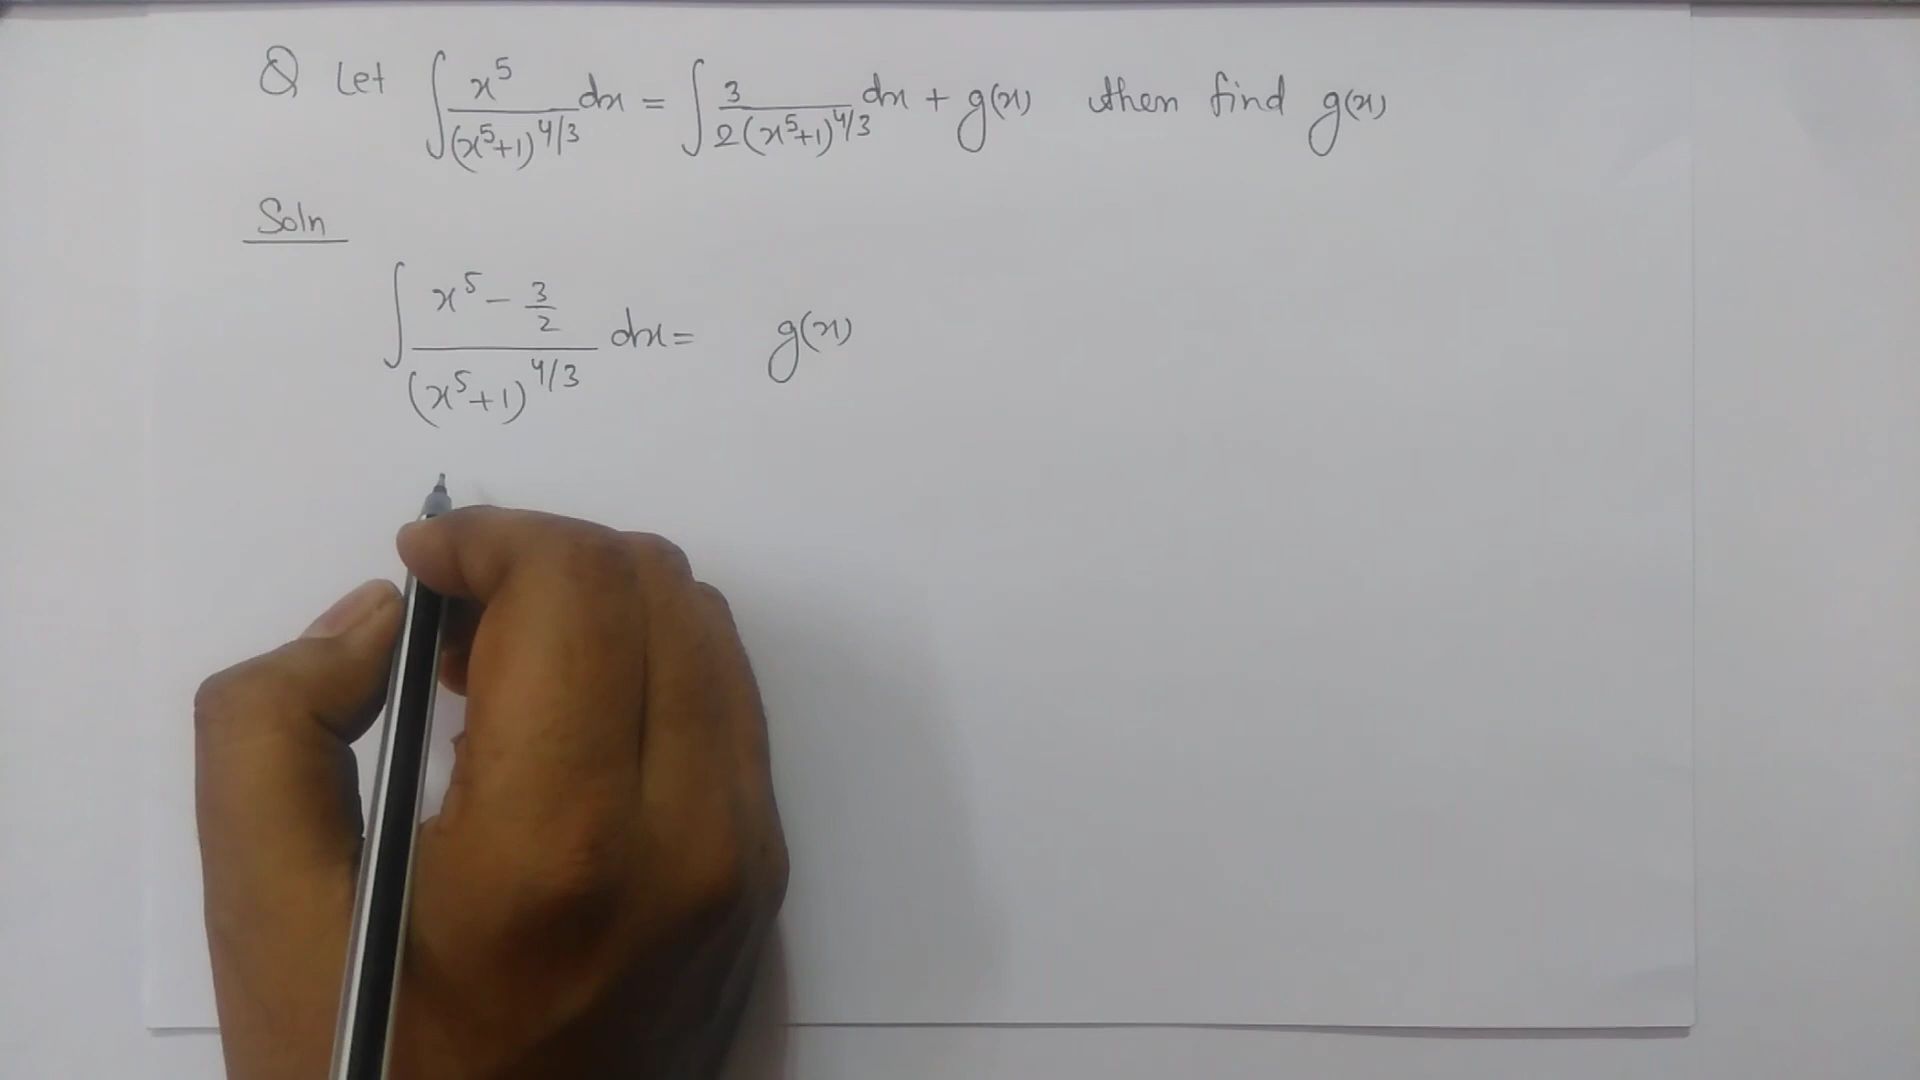 Q Let ∫ x^5/(x^5+1)^4/3 dx = ∫ 3/2(x^5+1)^4/3 dx + g(x) then find g(x)
Soln
∫ (x^5 - 3/2)/(x^5+1)^4/3 dx = g(x)